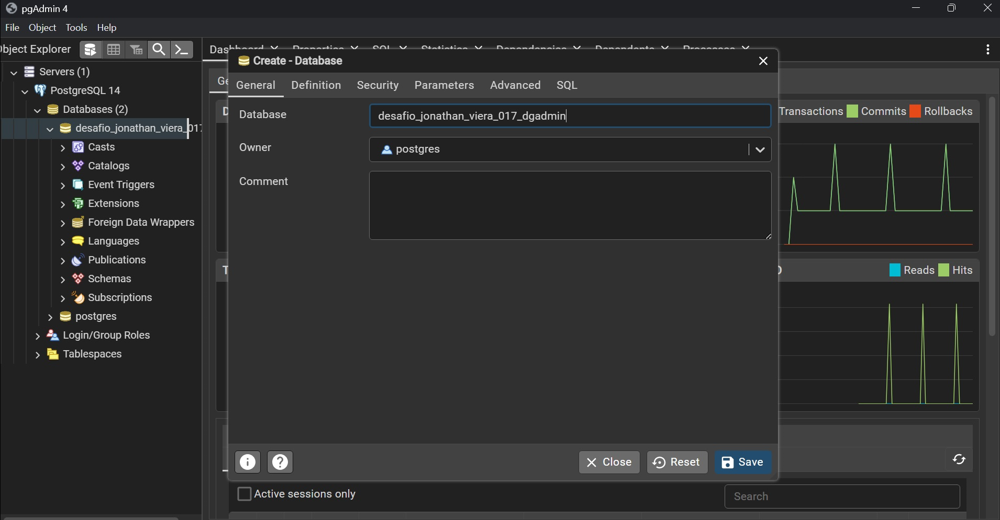 pgAdmin 4
File Object Tools Help
Object Explorer
Servers (1)
PostgreSQL 14
Databases (2)
desafio_jonathan_viera_017
Casts
Catalogs
Event Triggers
Extensions
Foreign Data Wrappers
Languages
Publications
Schemas
Subscriptions
postgres
Login/Group Roles
Tablespaces
Dashboard Properties SQL Statistics Dependencies Dependents Processes
Create - Database
General Definition Security Parameters Advanced SQL
Database desafio_jonathan_viera_017_dgadmin
Owner postgres
Comment
Close Reset Save
Transactions Commits Rollbacks
Reads Hits
Active sessions only Search